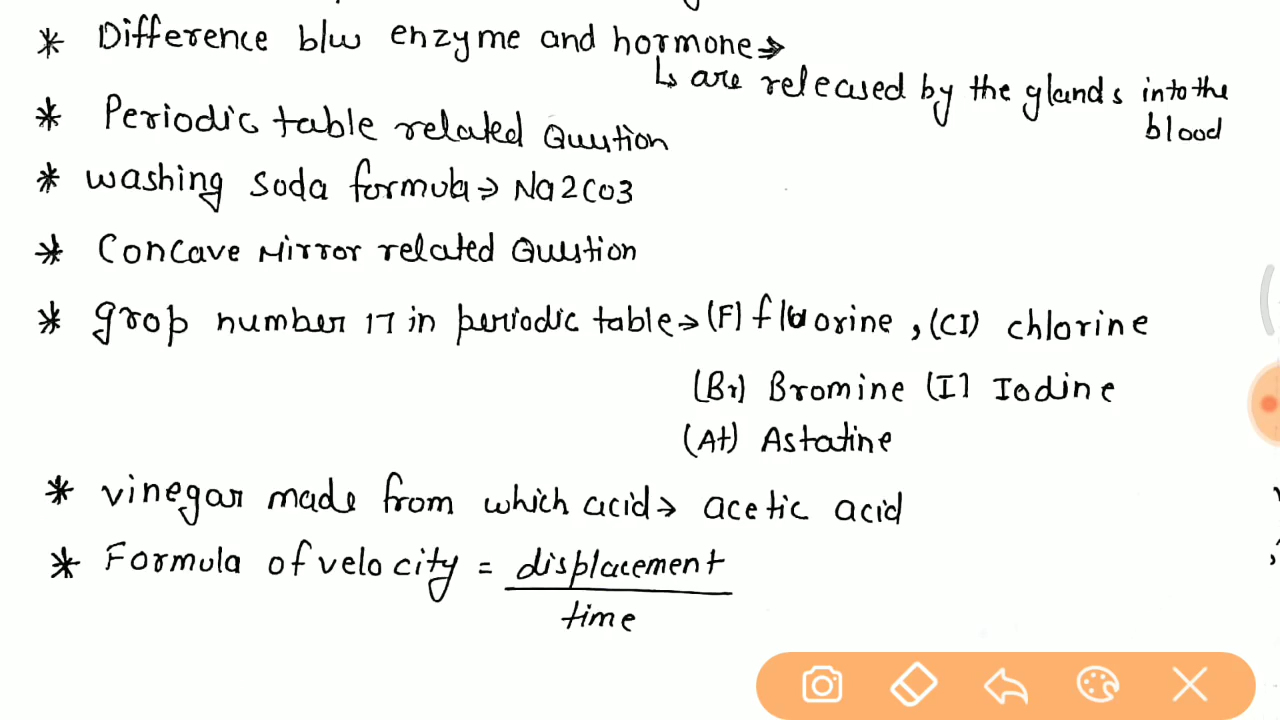 * Difference b/w enzyme and hormone→
↳ are released by the glands into the
blood
* Periodic table related Quustion
* washing soda formula → Na2Co3
* Concave Mirror related Quustion
* grop number 17 in periodic table → (F) fluorine, (Cl) chlorine
(Br) Bromine (I) Iodine
(At) Astatine
* vinegar made from which acid → acetic acid
* Formula of velocity = displacement
time